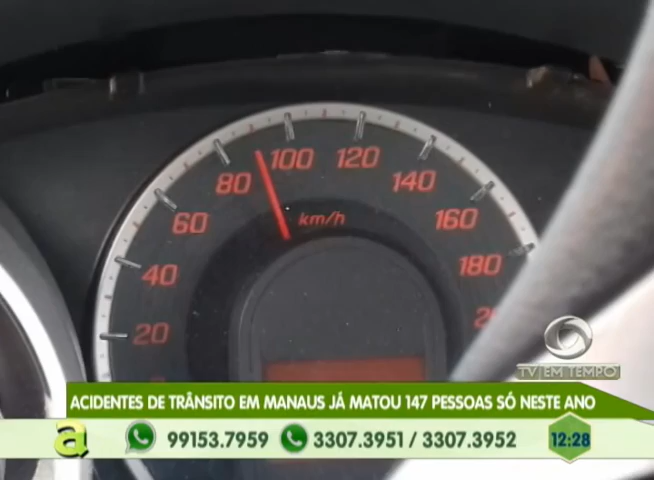 100
120
80
140
60
km/h
160
40
180
20
TV EM TEMPO
ACIDENTES DE TRÂNSITO EM MANAUS JÁ MATOU 147 PESSOAS SÓ NESTE ANO
a 99153.7959 3307.3951 / 3307.3952 12:28